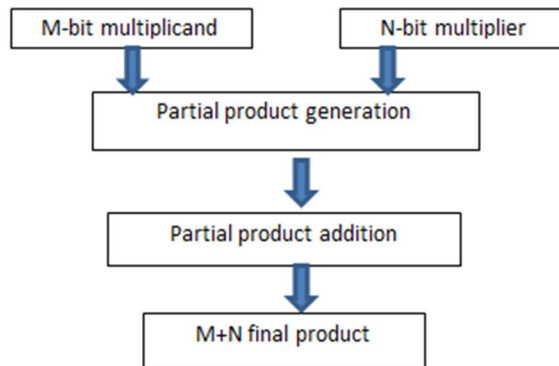 M-bit multiplicand
N-bit multiplier
Partial product generation
Partial product addition
M+N final product